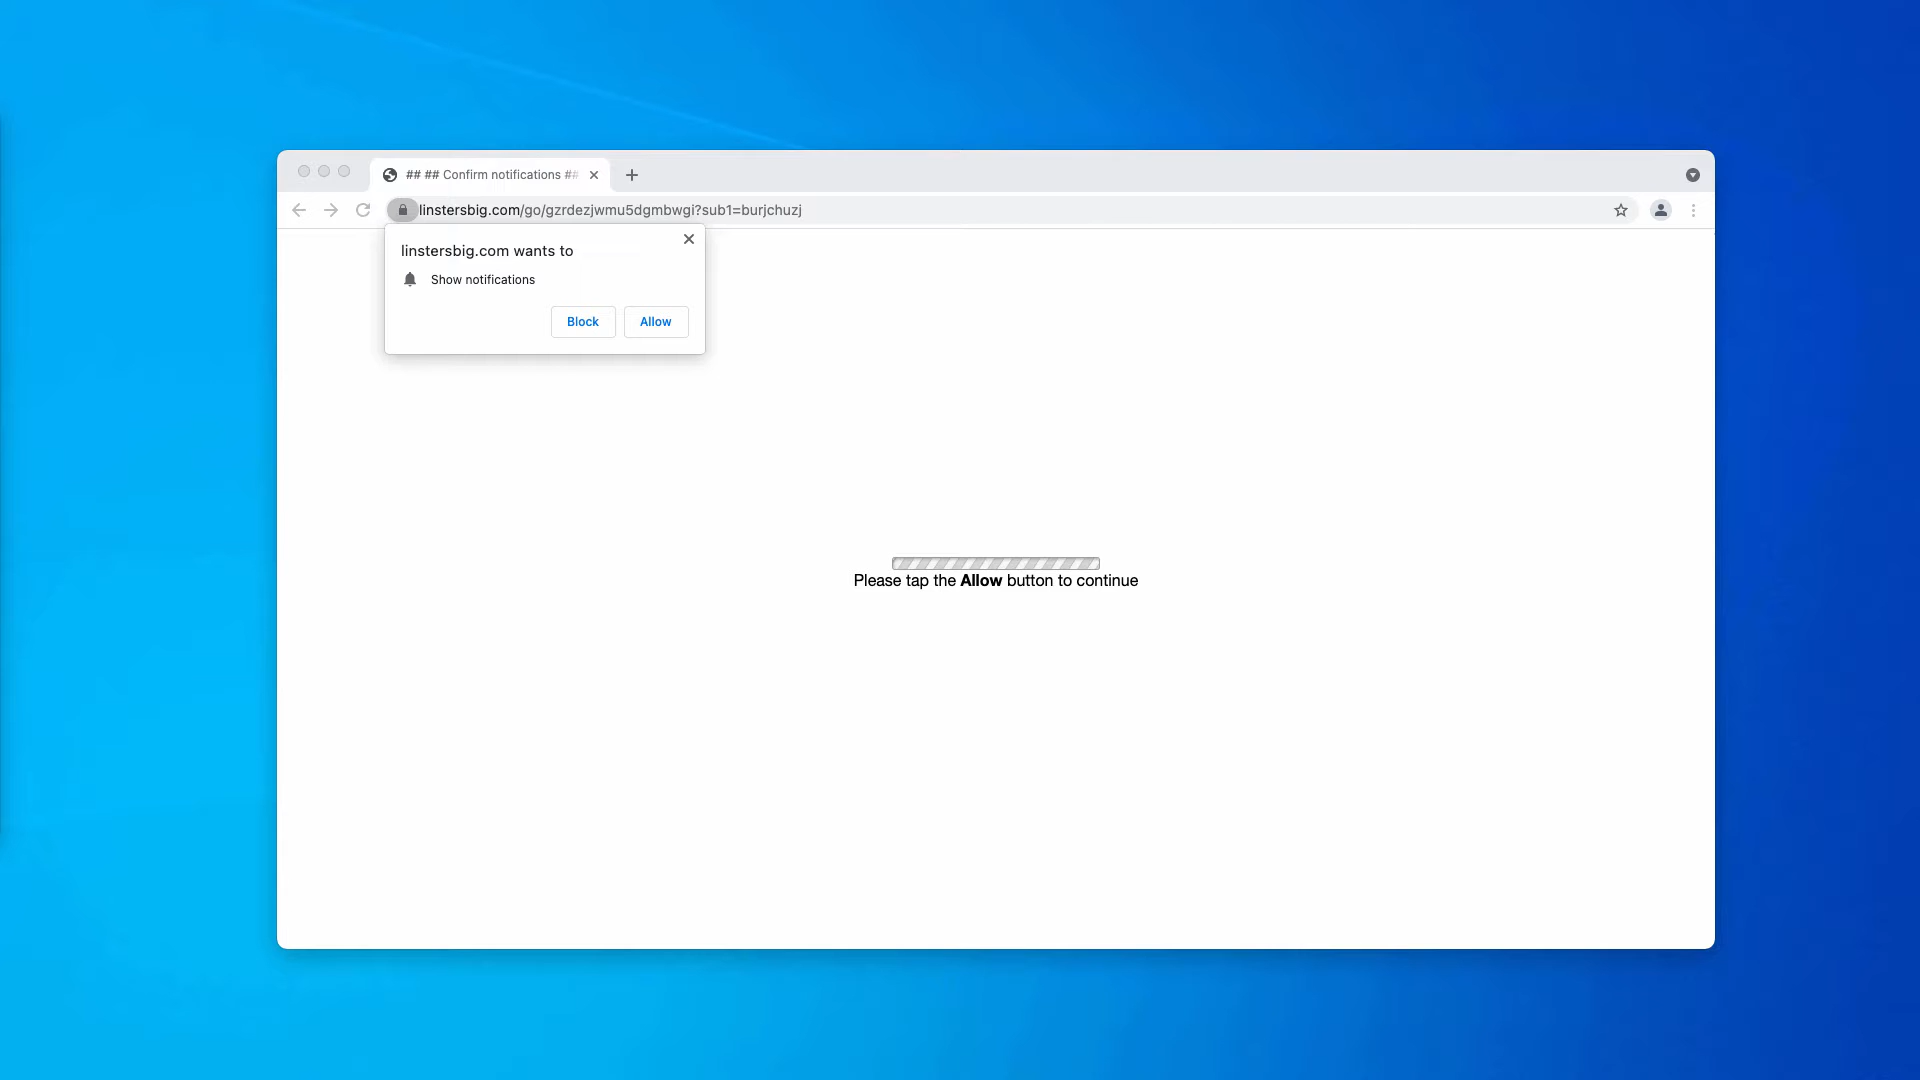 ## ## Confirm notifications ##
linstersbig.com/go/gzrdezjwmu5dgmbwgi?sub1=burjchuzj
linstersbig.com wants to
Show notifications
Block Allow
Please tap the Allow button to continue